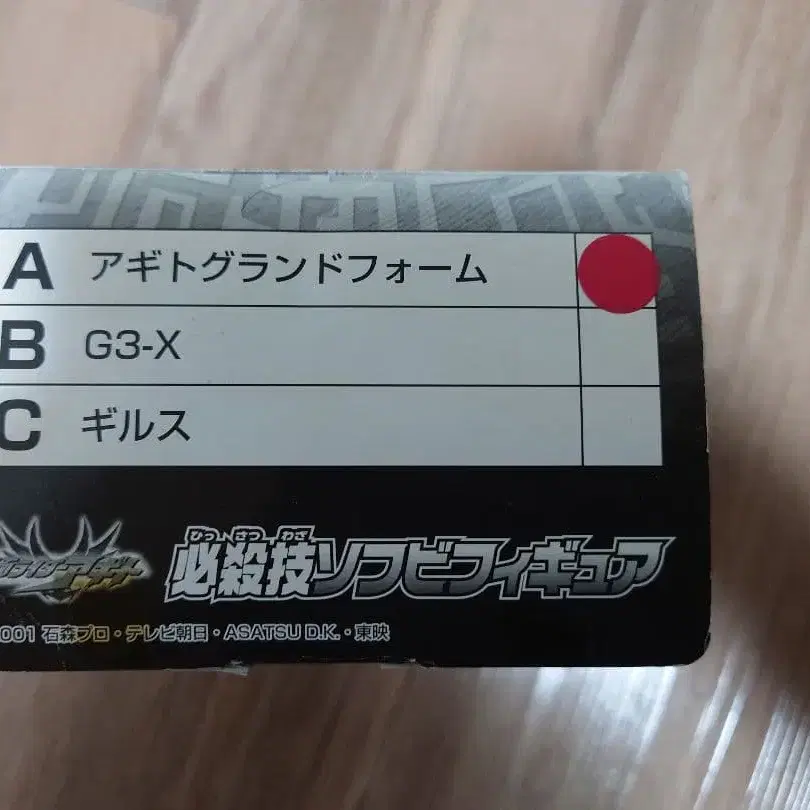 A アギトグランドフォーム
B G3-X
C ギルス
ひっ さつ わざ
必殺技ソフビフィギュア
001 石森プロ・テレビ朝日・ASATSU D.K.・東映